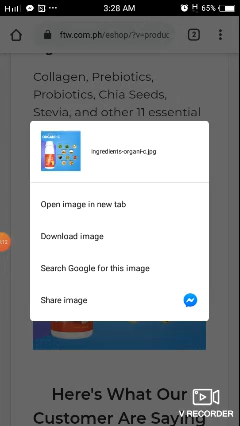 3:28 AM
65%
ftw.com.ph/eshop/?v=produc
2
Collagen, Prebiotics,
Probiotics, Chia Seeds,
Stevia, and other 11 essential
ORGANI-C
ingredients-organi-c.jpg
Open image in new tab
Download image
Search Google for this image
Share image
Here's What Our
Customer Are Saying
V RECORDER